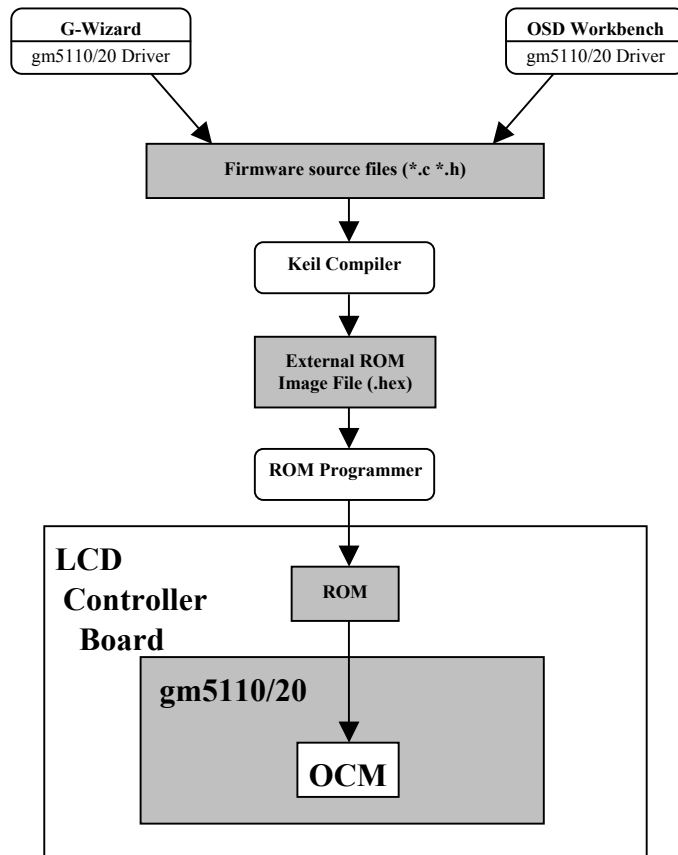 G-Wizard
gm5110/20 Driver
OSD Workbench
gm5110/20 Driver
Firmware source files (*.c *.h)
Keil Compiler
External ROM
Image File (.hex)
ROM Programmer
LCD
Controller
Board
ROM
gm5110/20
OCM